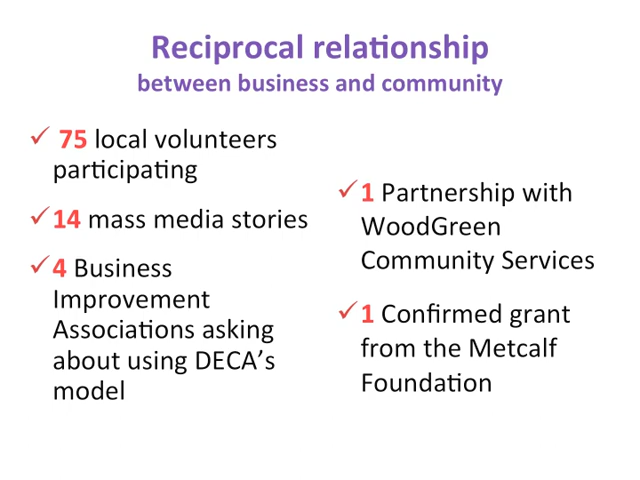 Reciprocal relationship
between business and community
✓ 75 local volunteers
participating
✓ 14 mass media stories
✓ 4 Business
Improvement
Associations asking
about using DECA’s
model
✓ 1 Partnership with
WoodGreen
Community Services
✓ 1 Confirmed grant
from the Metcalf
Foundation